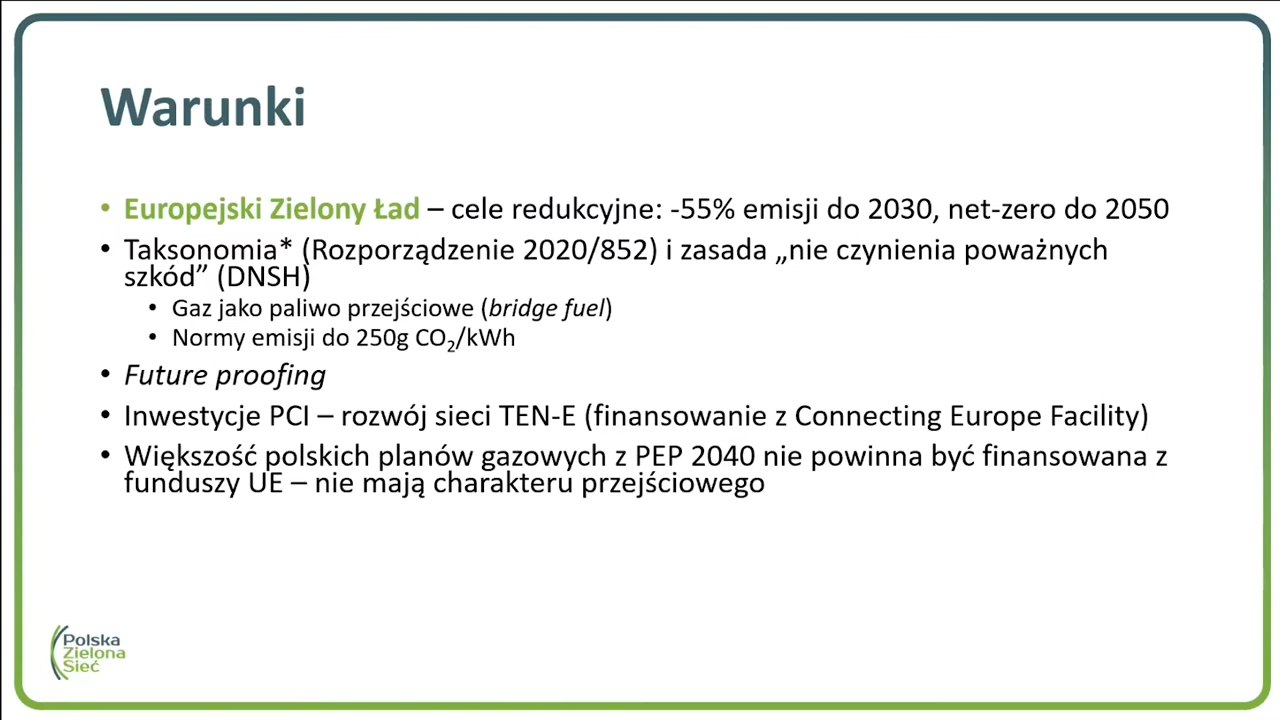 Warunki
• Europejski Zielony Ład – cele redukcyjne: -55% emisji do 2030, net-zero do 2050
• Taksonomia* (Rozporządzenie 2020/852) i zasada „nie czynienia poważnych
szkód” (DNSH)
• Gaz jako paliwo przejściowe (bridge fuel)
• Normy emisji do 250g CO₂/kWh
• Future proofing
• Inwestycje PCI – rozwój sieci TEN-E (finansowanie z Connecting Europe Facility)
• Większość polskich planów gazowych z PEP 2040 nie powinna być finansowana z
funduszy UE – nie mają charakteru przejściowego
Polska
Zielona
Sieć